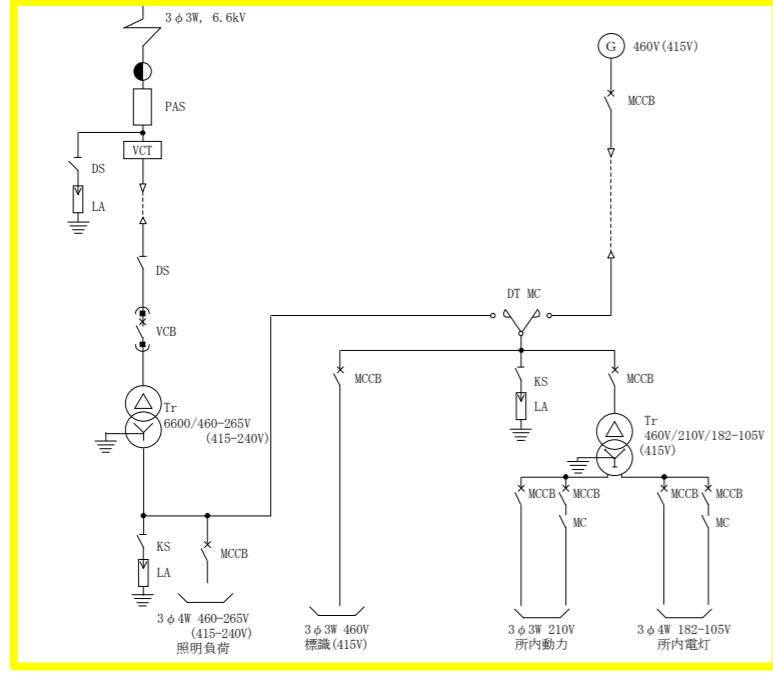 3φ3W, 6.6kV
PAS
VCT
DS
LA
DS
VCB
Tr
6600/460-265V
(415-240V)
KS
LA
MCCB
3φ4W 460-265V
(415-240V)
照明負荷
G 460V(415V)
MCCB
DT MC
MCCB
KS
LA
MCCB
Tr
460V/210V/182-105V
(415V)
MCCB
MCCB
MC
MCCB
MCCB
MC
3φ3W 460V
標識(415V)
3φ3W 210V
所内動力
3φ4W 182-105V
所内電灯